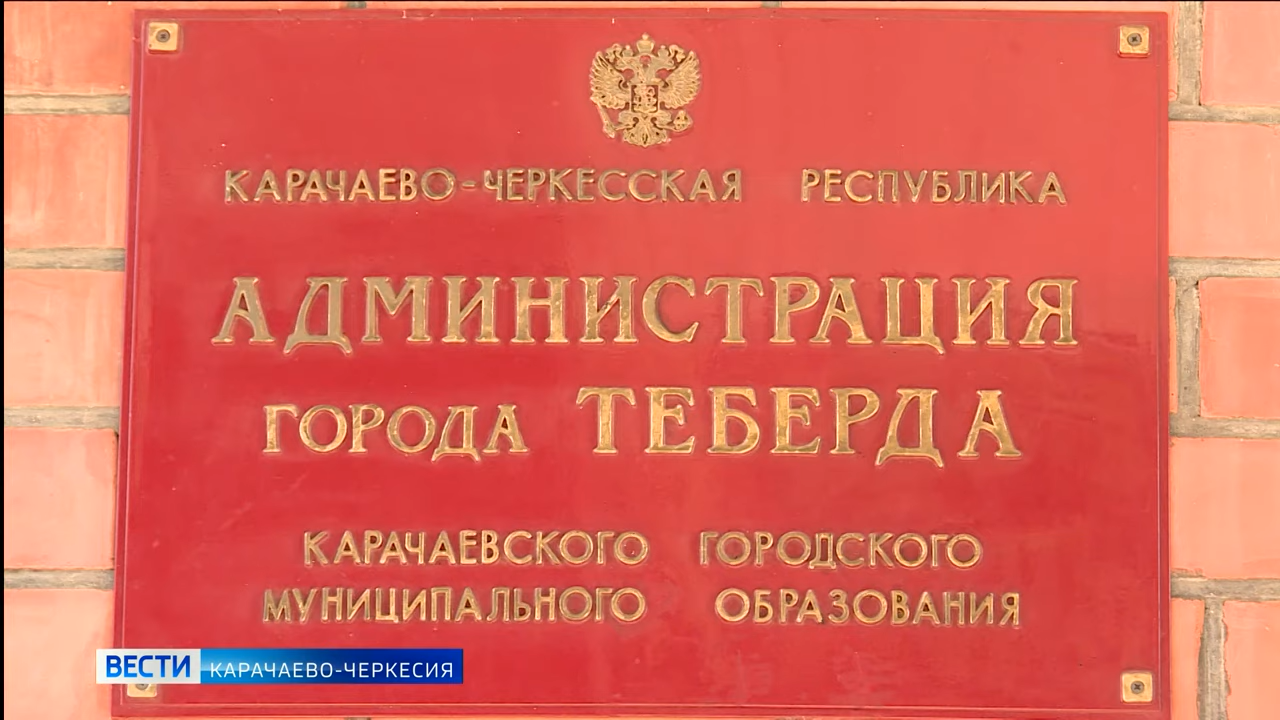 КАРАЧАЕВО-ЧЕРКЕССКАЯ РЕСПУБЛИКА
АДМИНИСТРАЦИЯ
ГОРОДА ТЕБЕРДА
КАРАЧАЕВСКОГО ГОРОДСКОГО
МУНИЦИПАЛЬНОГО ОБРАЗОВАНИЯ
ВЕСТИ КАРАЧАЕВО-ЧЕРКЕСИЯ